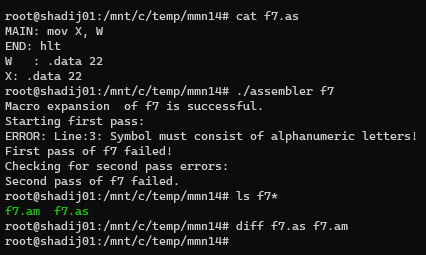 root@shadij01:/mnt/c/temp/mmn14# cat f7.as
MAIN: mov X, W
END: hlt
W   : .data 22
X: .data 22
root@shadij01:/mnt/c/temp/mmn14# ./assembler f7
Macro expansion  of f7 is successful.
Starting first pass:
ERROR: Line:3: Symbol must consist of alphanumeric letters!
First pass of f7 failed!
Checking for second pass errors:
Second pass of f7 failed.
root@shadij01:/mnt/c/temp/mmn14# ls f7*
f7.am  f7.as
root@shadij01:/mnt/c/temp/mmn14# diff f7.as f7.am
root@shadij01:/mnt/c/temp/mmn14#